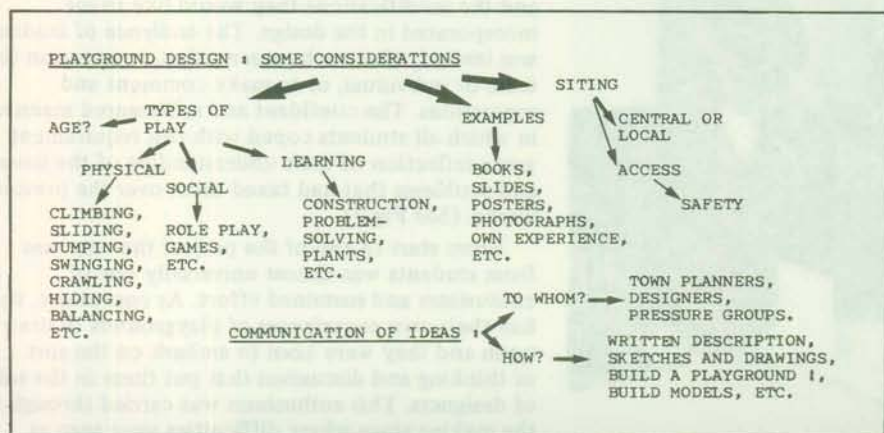 PLAYGROUND DESIGN : SOME CONSIDERATIONS
SITING
CENTRAL OR
LOCAL
ACCESS
SAFETY
EXAMPLES
BOOKS,
SLIDES,
POSTERS,
PHOTOGRAPHS,
OWN EXPERIENCE,
ETC.
TYPES OF
PLAY
AGE?
PHYSICAL
CLIMBING,
SLIDING,
JUMPING,
SWINGING,
CRAWLING,
HIDING,
BALANCING,
ETC.
SOCIAL
ROLE PLAY,
GAMES,
ETC.
LEARNING
CONSTRUCTION,
PROBLEM-
SOLVING,
PLANTS,
ETC.
COMMUNICATION OF IDEAS :
TO WHOM?
TOWN PLANNERS,
DESIGNERS,
PRESSURE GROUPS.
HOW?
WRITTEN DESCRIPTION,
SKETCHES AND DRAWINGS,
BUILD A PLAYGROUND !,
BUILD MODELS, ETC.